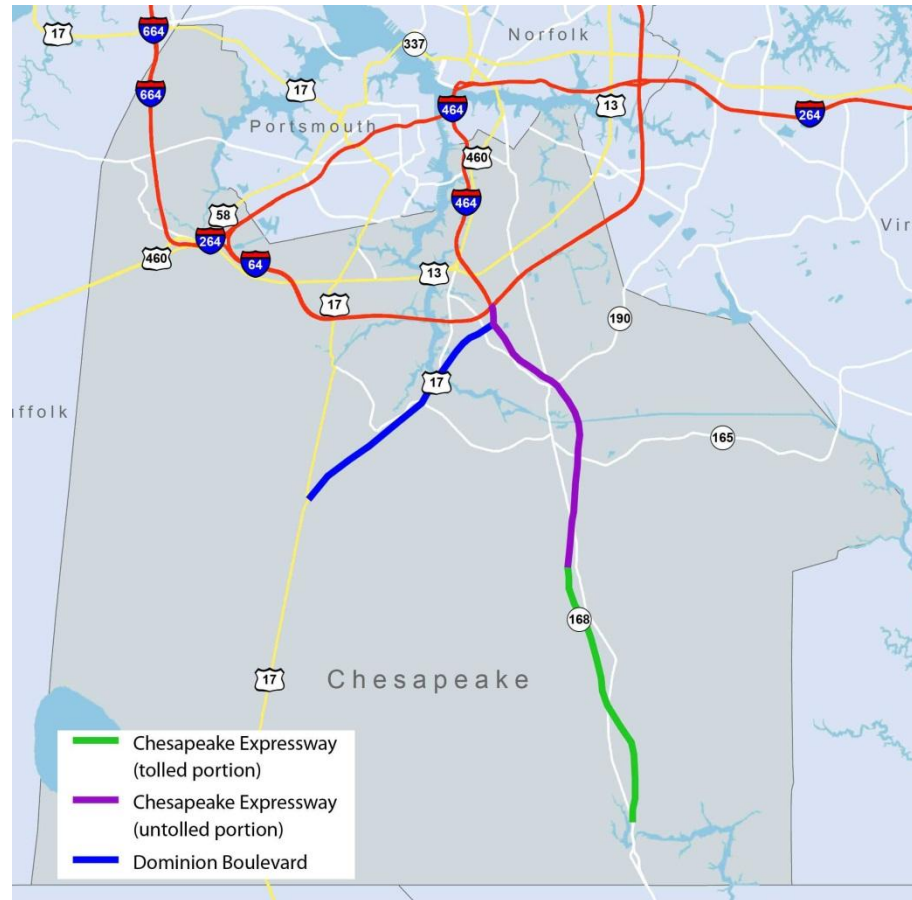 664
17
337
Norfolk
664
17
464
13
264
Portsmouth
460
58
464
Vir
264
460
64
13
17
190
17
uffolk
165
168
17
Chesapeake
Chesapeake Expressway
(tolled portion)
Chesapeake Expressway
(untolled portion)
Dominion Boulevard